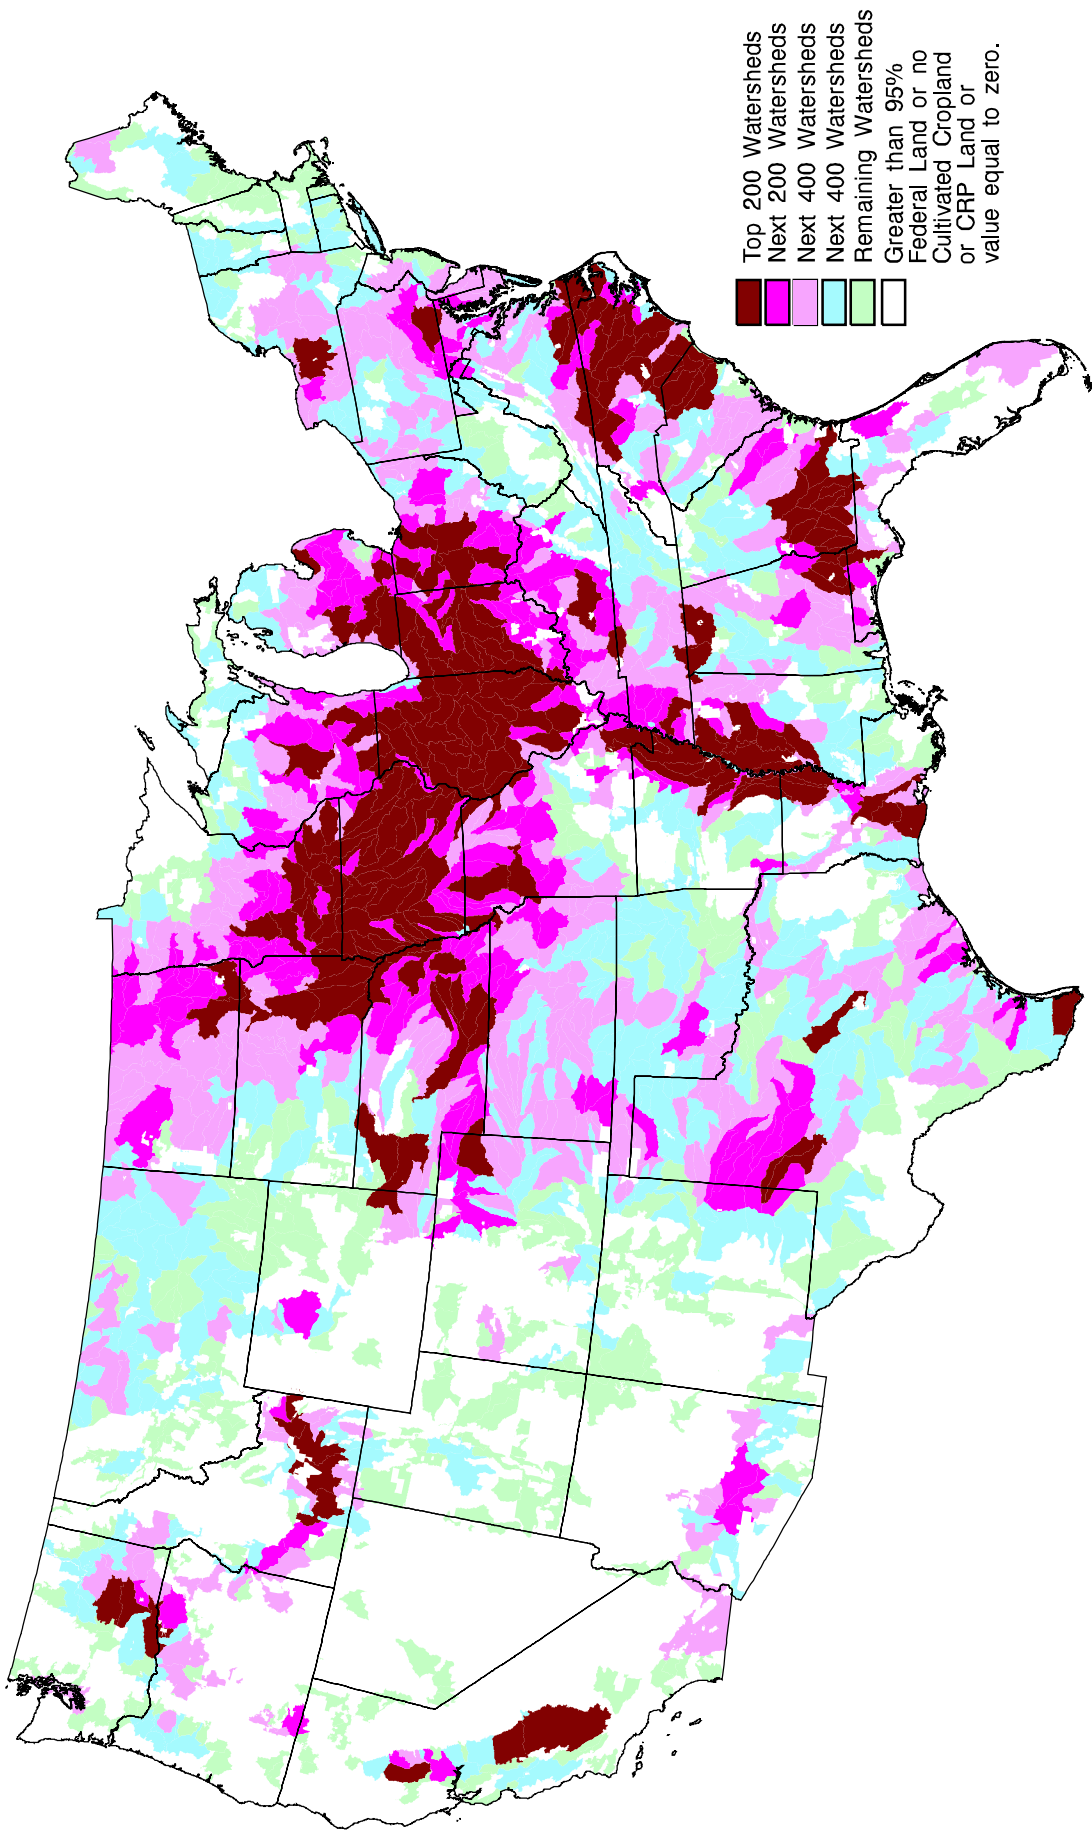 Top 200 Watersheds
Next 200 Watersheds
Next 400 Watersheds
Next 400 Watersheds
Remaining Watersheds
Greater than 95%
Federal Land or no
Cultivated Cropland
or CRP Land or
value equal to zero.